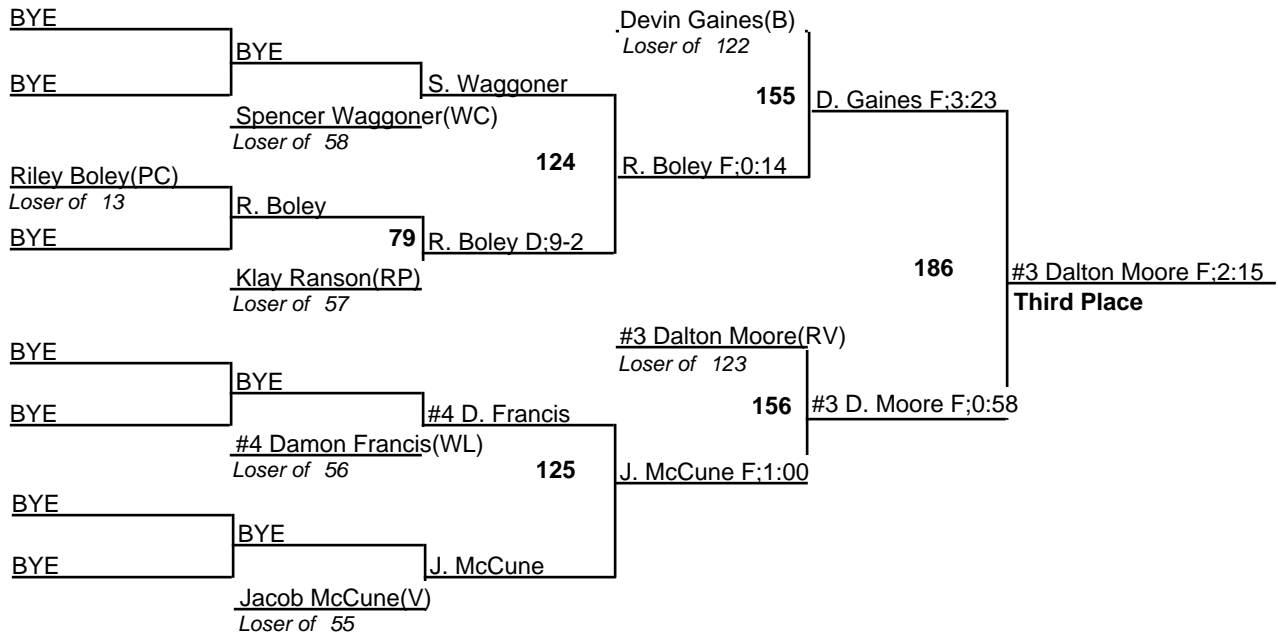 BYE
BYE
BYE
S. Waggoner
Spencer Waggoner(WC)
Loser of 58
Riley Boley(PC)
Loser of 13
BYE
R. Boley
79
R. Boley D;9-2
Klay Ranson(RP)
Loser of 57
124
Devin Gaines(B)
Loser of 122
155
R. Boley F;0:14
D. Gaines F;3:23
BYE
BYE
BYE
#4 D. Francis
#4 Damon Francis(WL)
Loser of 56
125
BYE
BYE
BYE
J. McCune
Jacob McCune(V)
Loser of 55
#3 Dalton Moore(RV)
Loser of 123
156
J. McCune F;1:00
#3 D. Moore F;0:58
186
#3 Dalton Moore F;2:15
Third Place